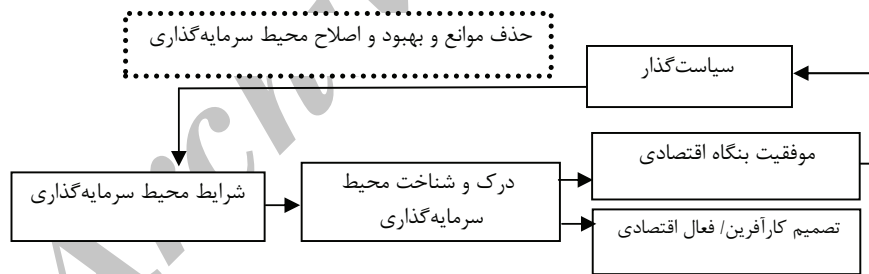 حذف موانع و بهبود و اصلاح محیط سرمایه‌گذاری
سیاست‌گذار
موفقیت بنگاه اقتصادی
درک و شناخت محیط
سرمایه‌گذاری
شرایط محیط سرمایه‌گذاری
تصمیم کارآفرین/ فعال اقتصادی